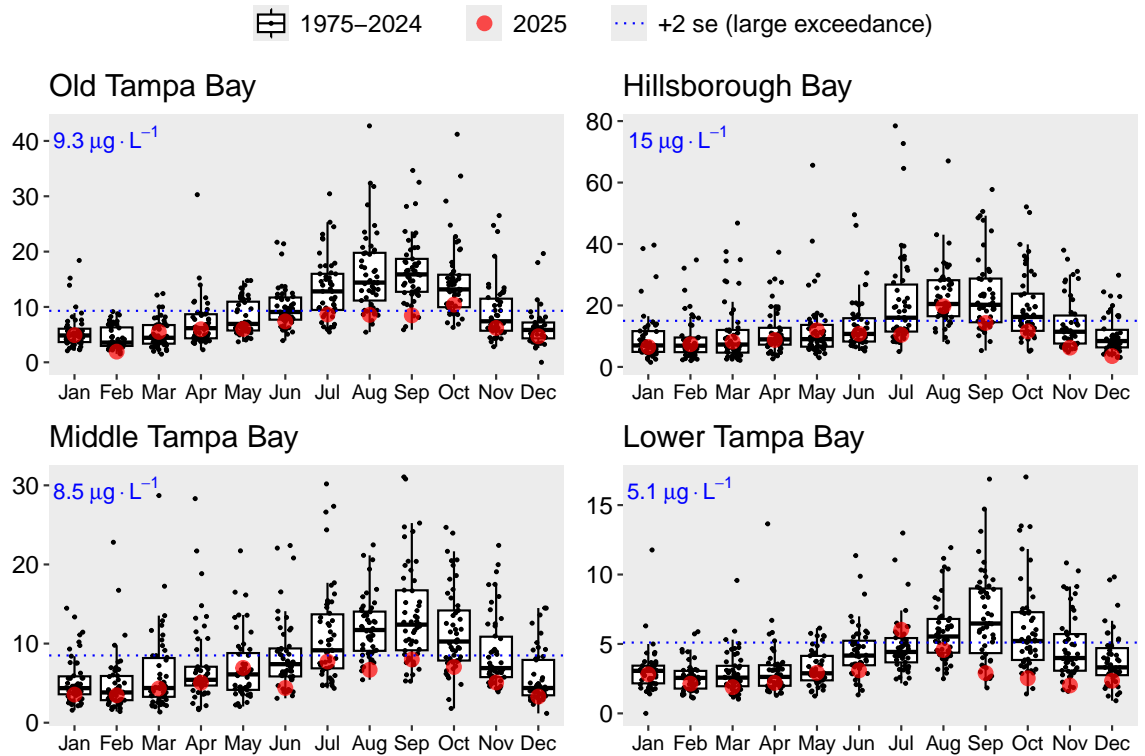 1975−2024 2025 +2 se (large exceedance)
Old Tampa Bay
9.3 μg · L⁻¹
40
30
20
10
0
Jan Feb Mar Apr May Jun Jul Aug Sep Oct Nov Dec
Hillsborough Bay
15 μg · L⁻¹
80
60
40
20
0
Jan Feb Mar Apr May Jun Jul Aug Sep Oct Nov Dec
Middle Tampa Bay
8.5 μg · L⁻¹
30
20
10
0
Jan Feb Mar Apr May Jun Jul Aug Sep Oct Nov Dec
Lower Tampa Bay
5.1 μg · L⁻¹
15
10
5
0
Jan Feb Mar Apr May Jun Jul Aug Sep Oct Nov Dec